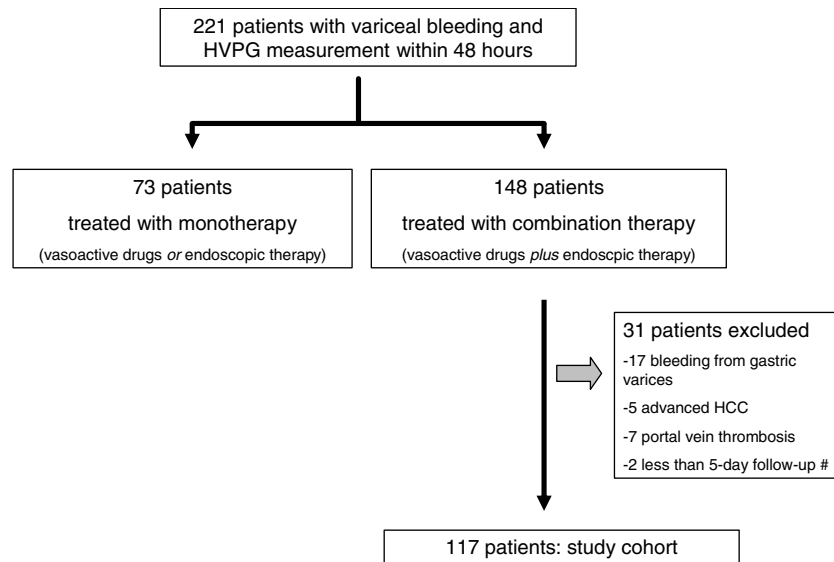 221 patients with variceal bleeding and
HVPG measurement within 48 hours
73 patients
treated with monotherapy
(vasoactive drugs or endoscopic therapy)
148 patients
treated with combination therapy
(vasoactive drugs plus endoscpic therapy)
31 patients excluded
-17 bleeding from gastric
varices
-5 advanced HCC
-7 portal vein thrombosis
-2 less than 5-day follow-up #
117 patients: study cohort